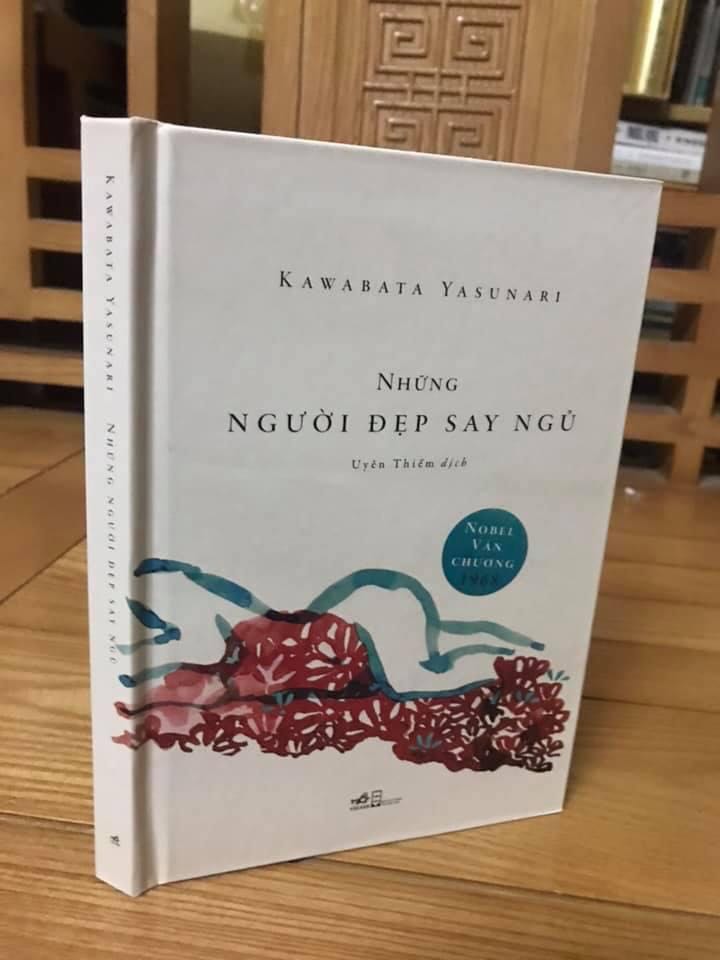 KAWABATA YASUNARI NHỮNG NGƯỜI ĐẸP SAY NGỦ
KAWABATA YASUNARI
NHỮNG
NGƯỜI ĐẸP SAY NGỦ
Uyên Thiểm dịch
NOBEL
VĂN
CHƯƠNG
1968